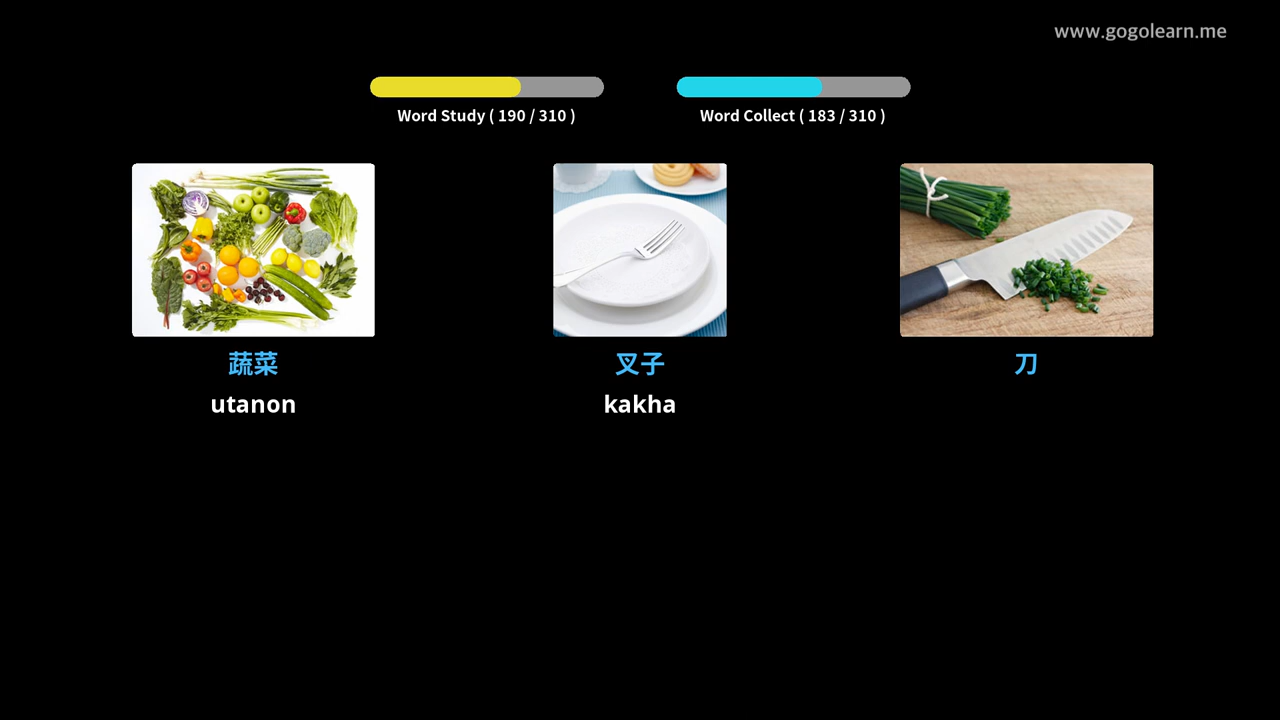 www.gogolearn.me
Word Study ( 190 / 310 )
Word Collect ( 183 / 310 )
蔬菜
叉子
刀
utanon
kakha